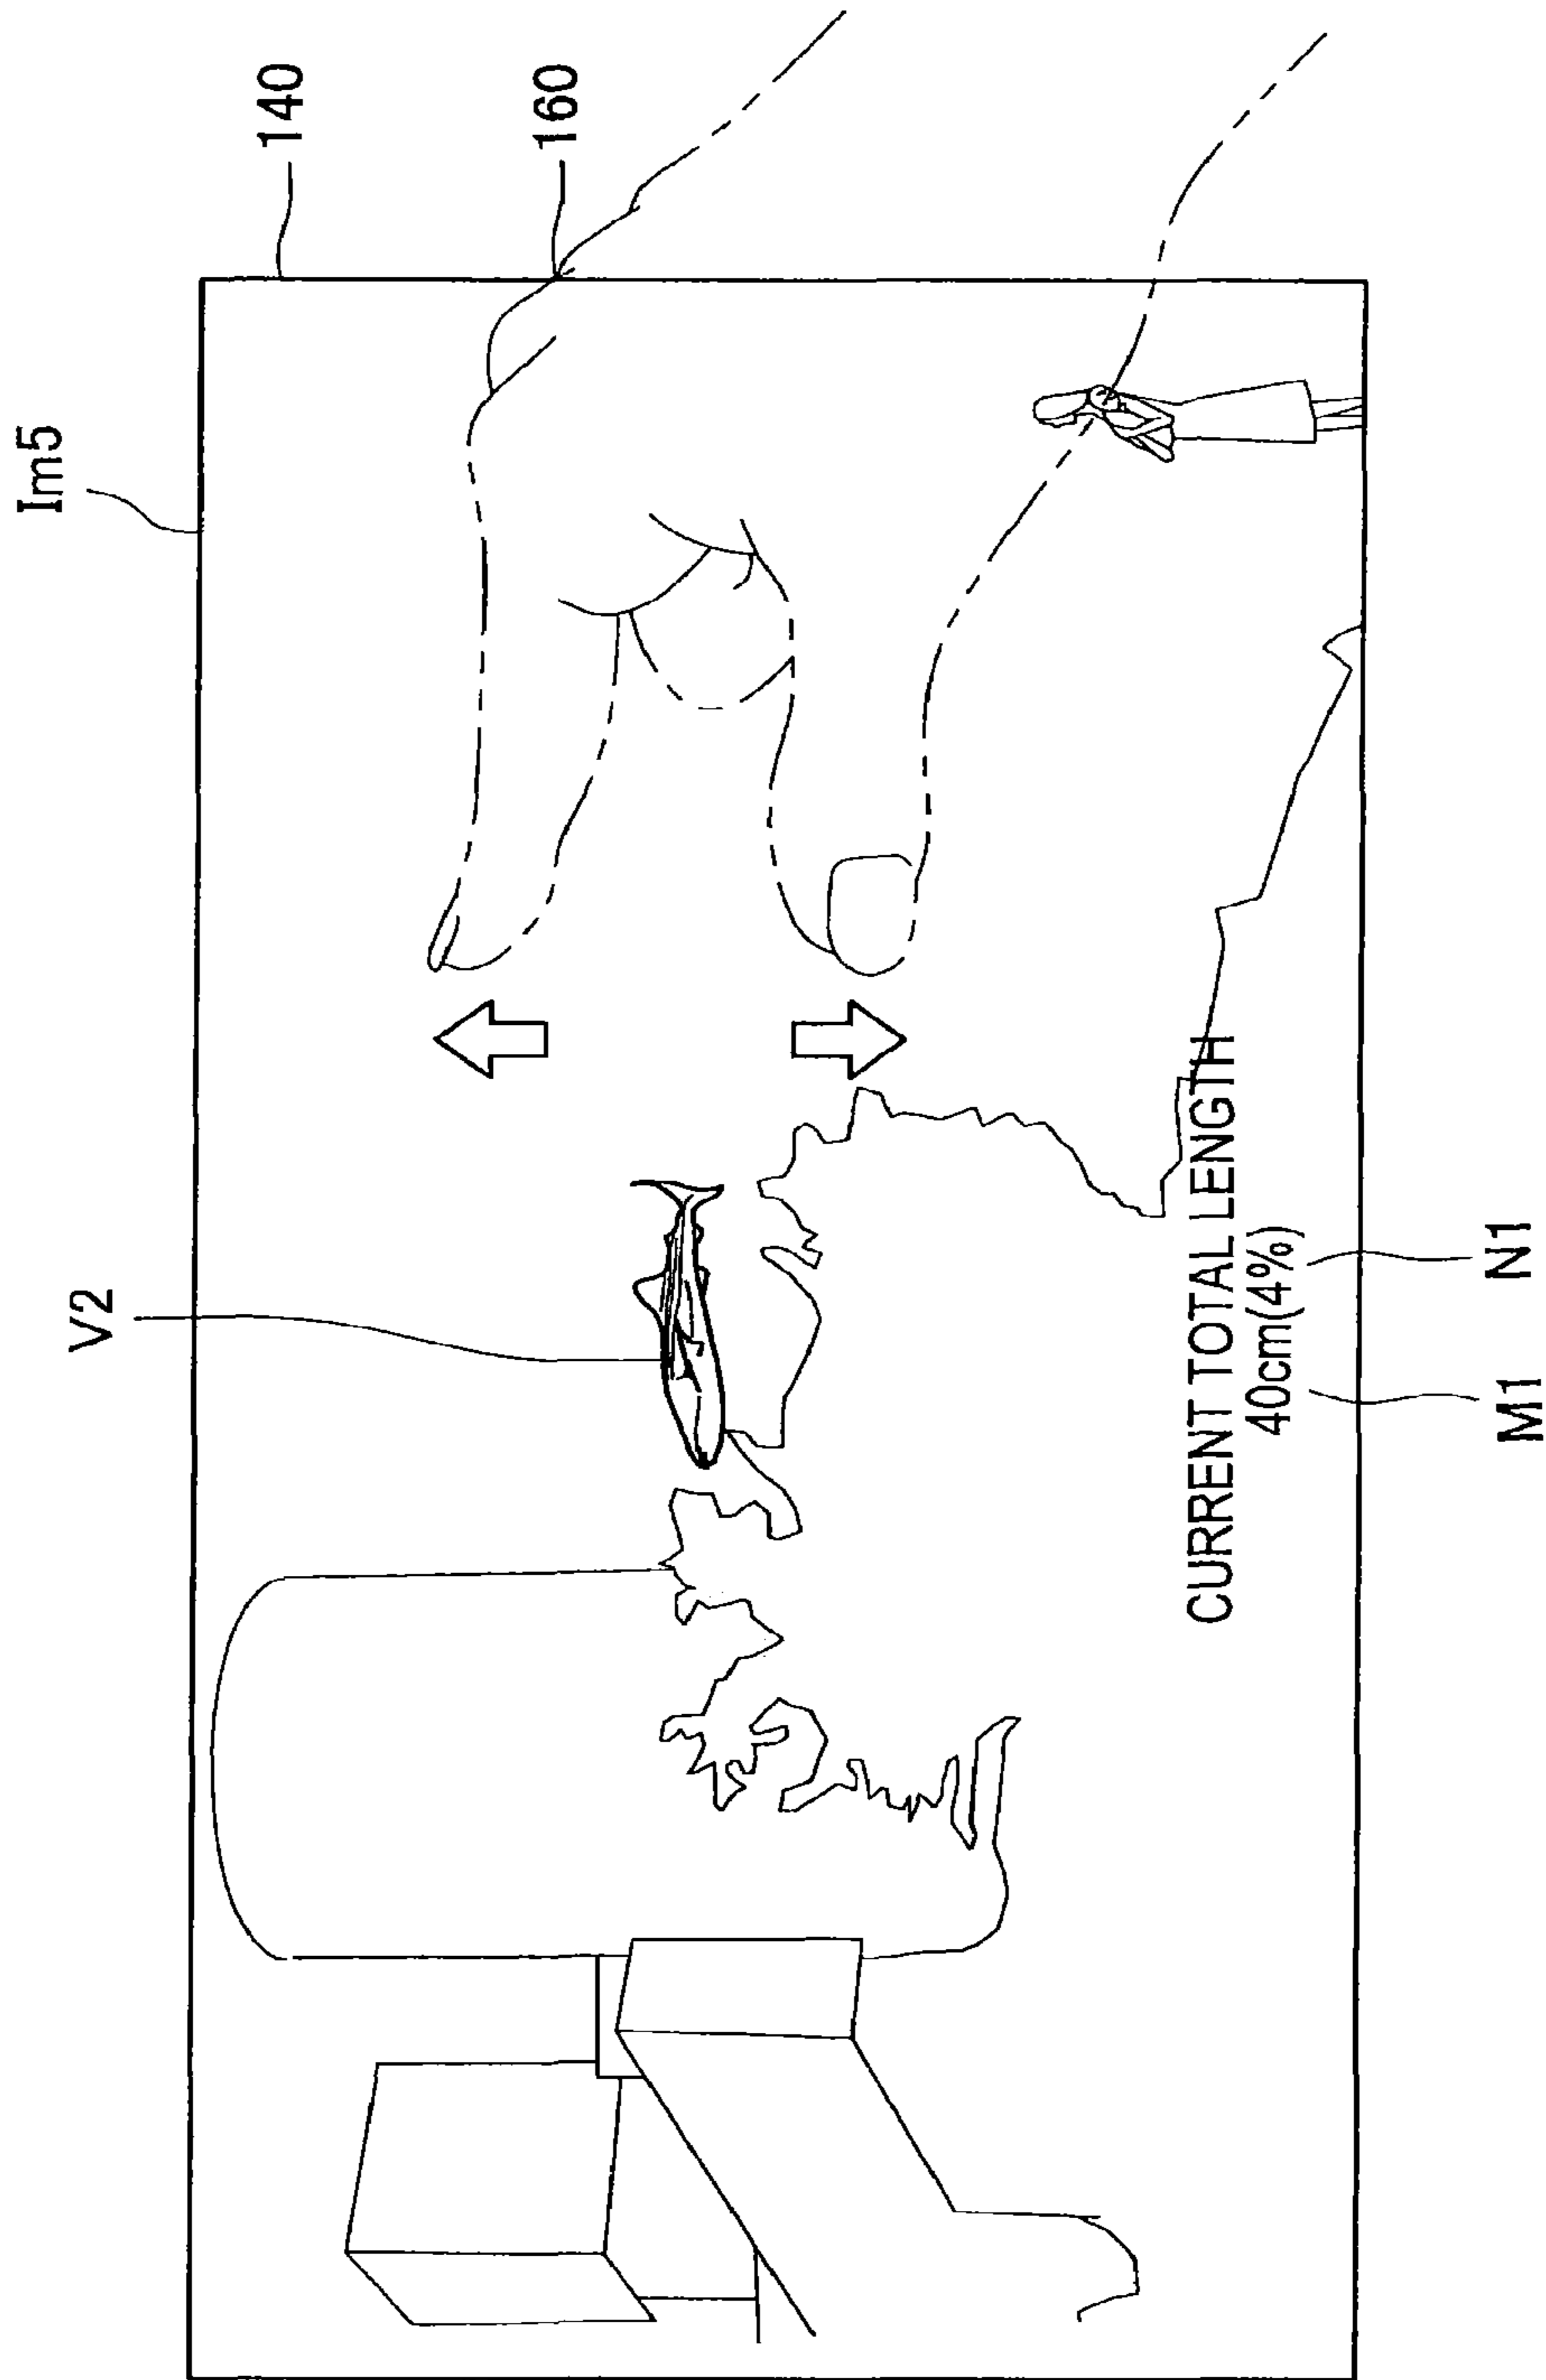 Im5
V2
140
160
CURRENT TOTAL LENGTH
40cm(4%)
M1
N1